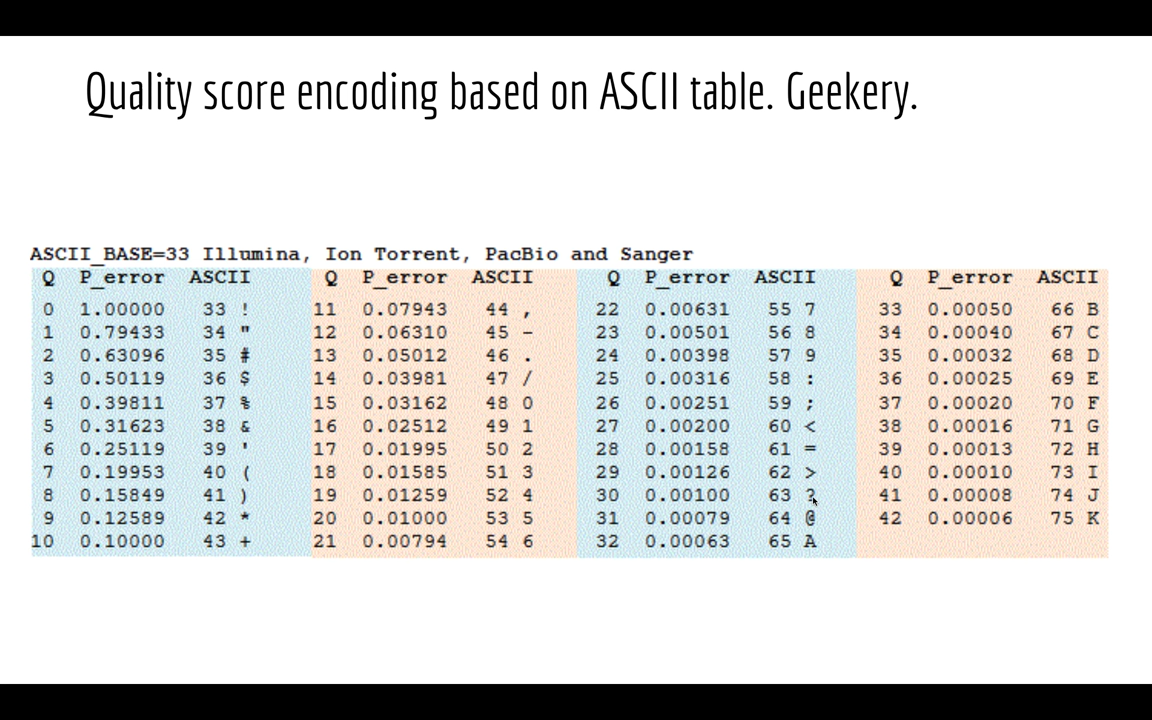 Quality score encoding based on ASCII table. Geekery.
ASCII_BASE=33 Illumina, Ion Torrent, PacBio and Sanger
Q P_error ASCII Q P_error ASCII Q P_error ASCII Q P_error ASCII
0 1.00000 33 ! 11 0.07943 44 , 22 0.00631 55 7 33 0.00050 66 B
1 0.79433 34 " 12 0.06310 45 - 23 0.00501 56 8 34 0.00040 67 C
2 0.63096 35 # 13 0.05012 46 . 24 0.00398 57 9 35 0.00032 68 D
3 0.50119 36 $ 14 0.03981 47 / 25 0.00316 58 : 36 0.00025 69 E
4 0.39811 37 % 15 0.03162 48 0 26 0.00251 59 ; 37 0.00020 70 F
5 0.31623 38 & 16 0.02512 49 1 27 0.00200 60 < 38 0.00016 71 G
6 0.25119 39 ' 17 0.01995 50 2 28 0.00158 61 = 39 0.00013 72 H
7 0.19953 40 ( 18 0.01585 51 3 29 0.00126 62 > 40 0.00010 73 I
8 0.15849 41 ) 19 0.01259 52 4 30 0.00100 63 ? 41 0.00008 74 J
9 0.12589 42 * 20 0.01000 53 5 31 0.00079 64 @ 42 0.00006 75 K
10 0.10000 43 + 21 0.00794 54 6 32 0.00063 65 A